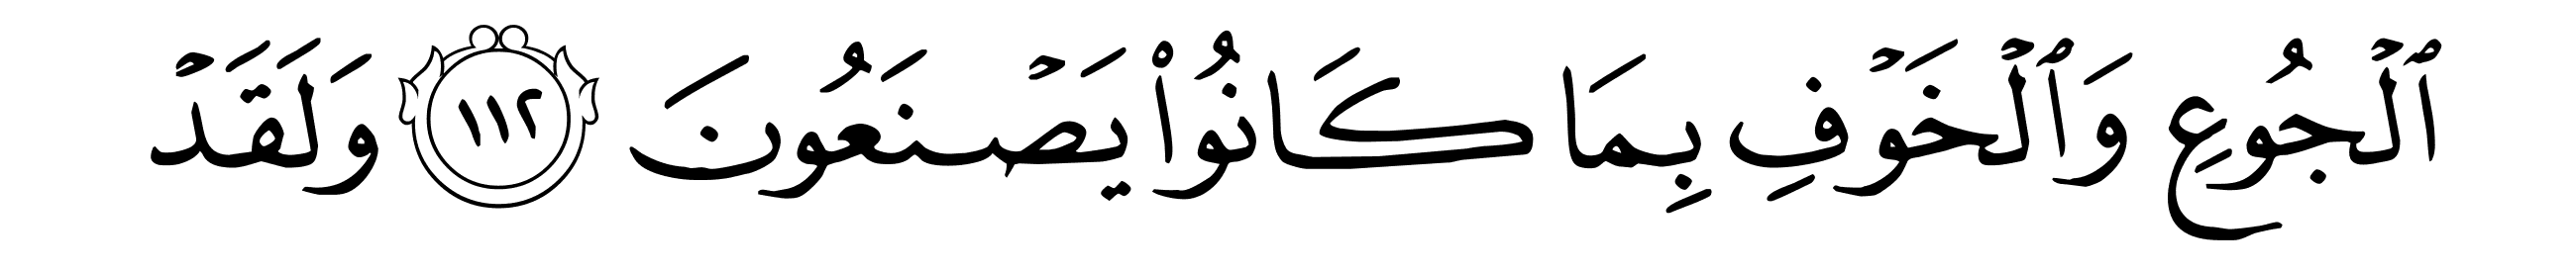 ٱلۡجُوعِ وَٱلۡخَوۡفِ بِمَا كَانُواْ يَصۡنَعُونَ ١١٢ وَلَقَدۡ